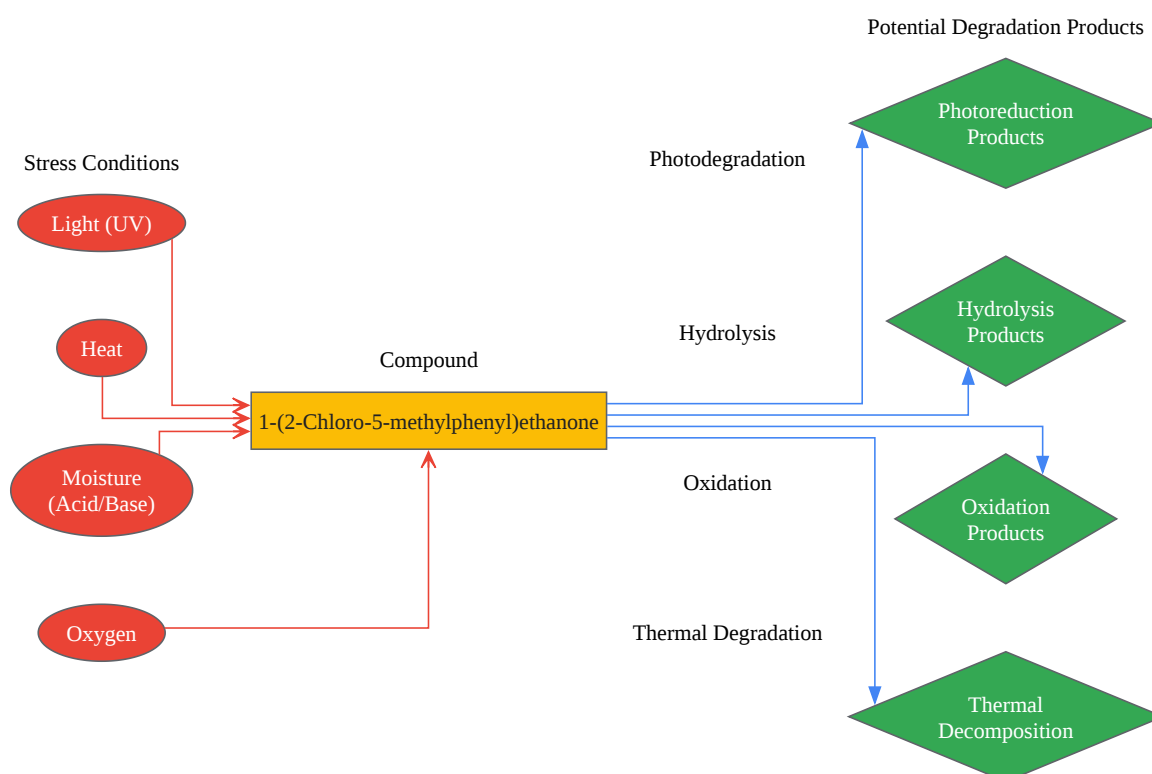 Potential Degradation Products
Photoreduction
Products
Photodegradation
Stress Conditions
Light (UV)
Hydrolysis
Products
Hydrolysis
Heat
Compound
1-(2-Chloro-5-methylphenyl)ethanone
Moisture
(Acid/Base)
Oxidation
Oxidation
Products
Oxygen
Thermal Degradation
Thermal
Decomposition